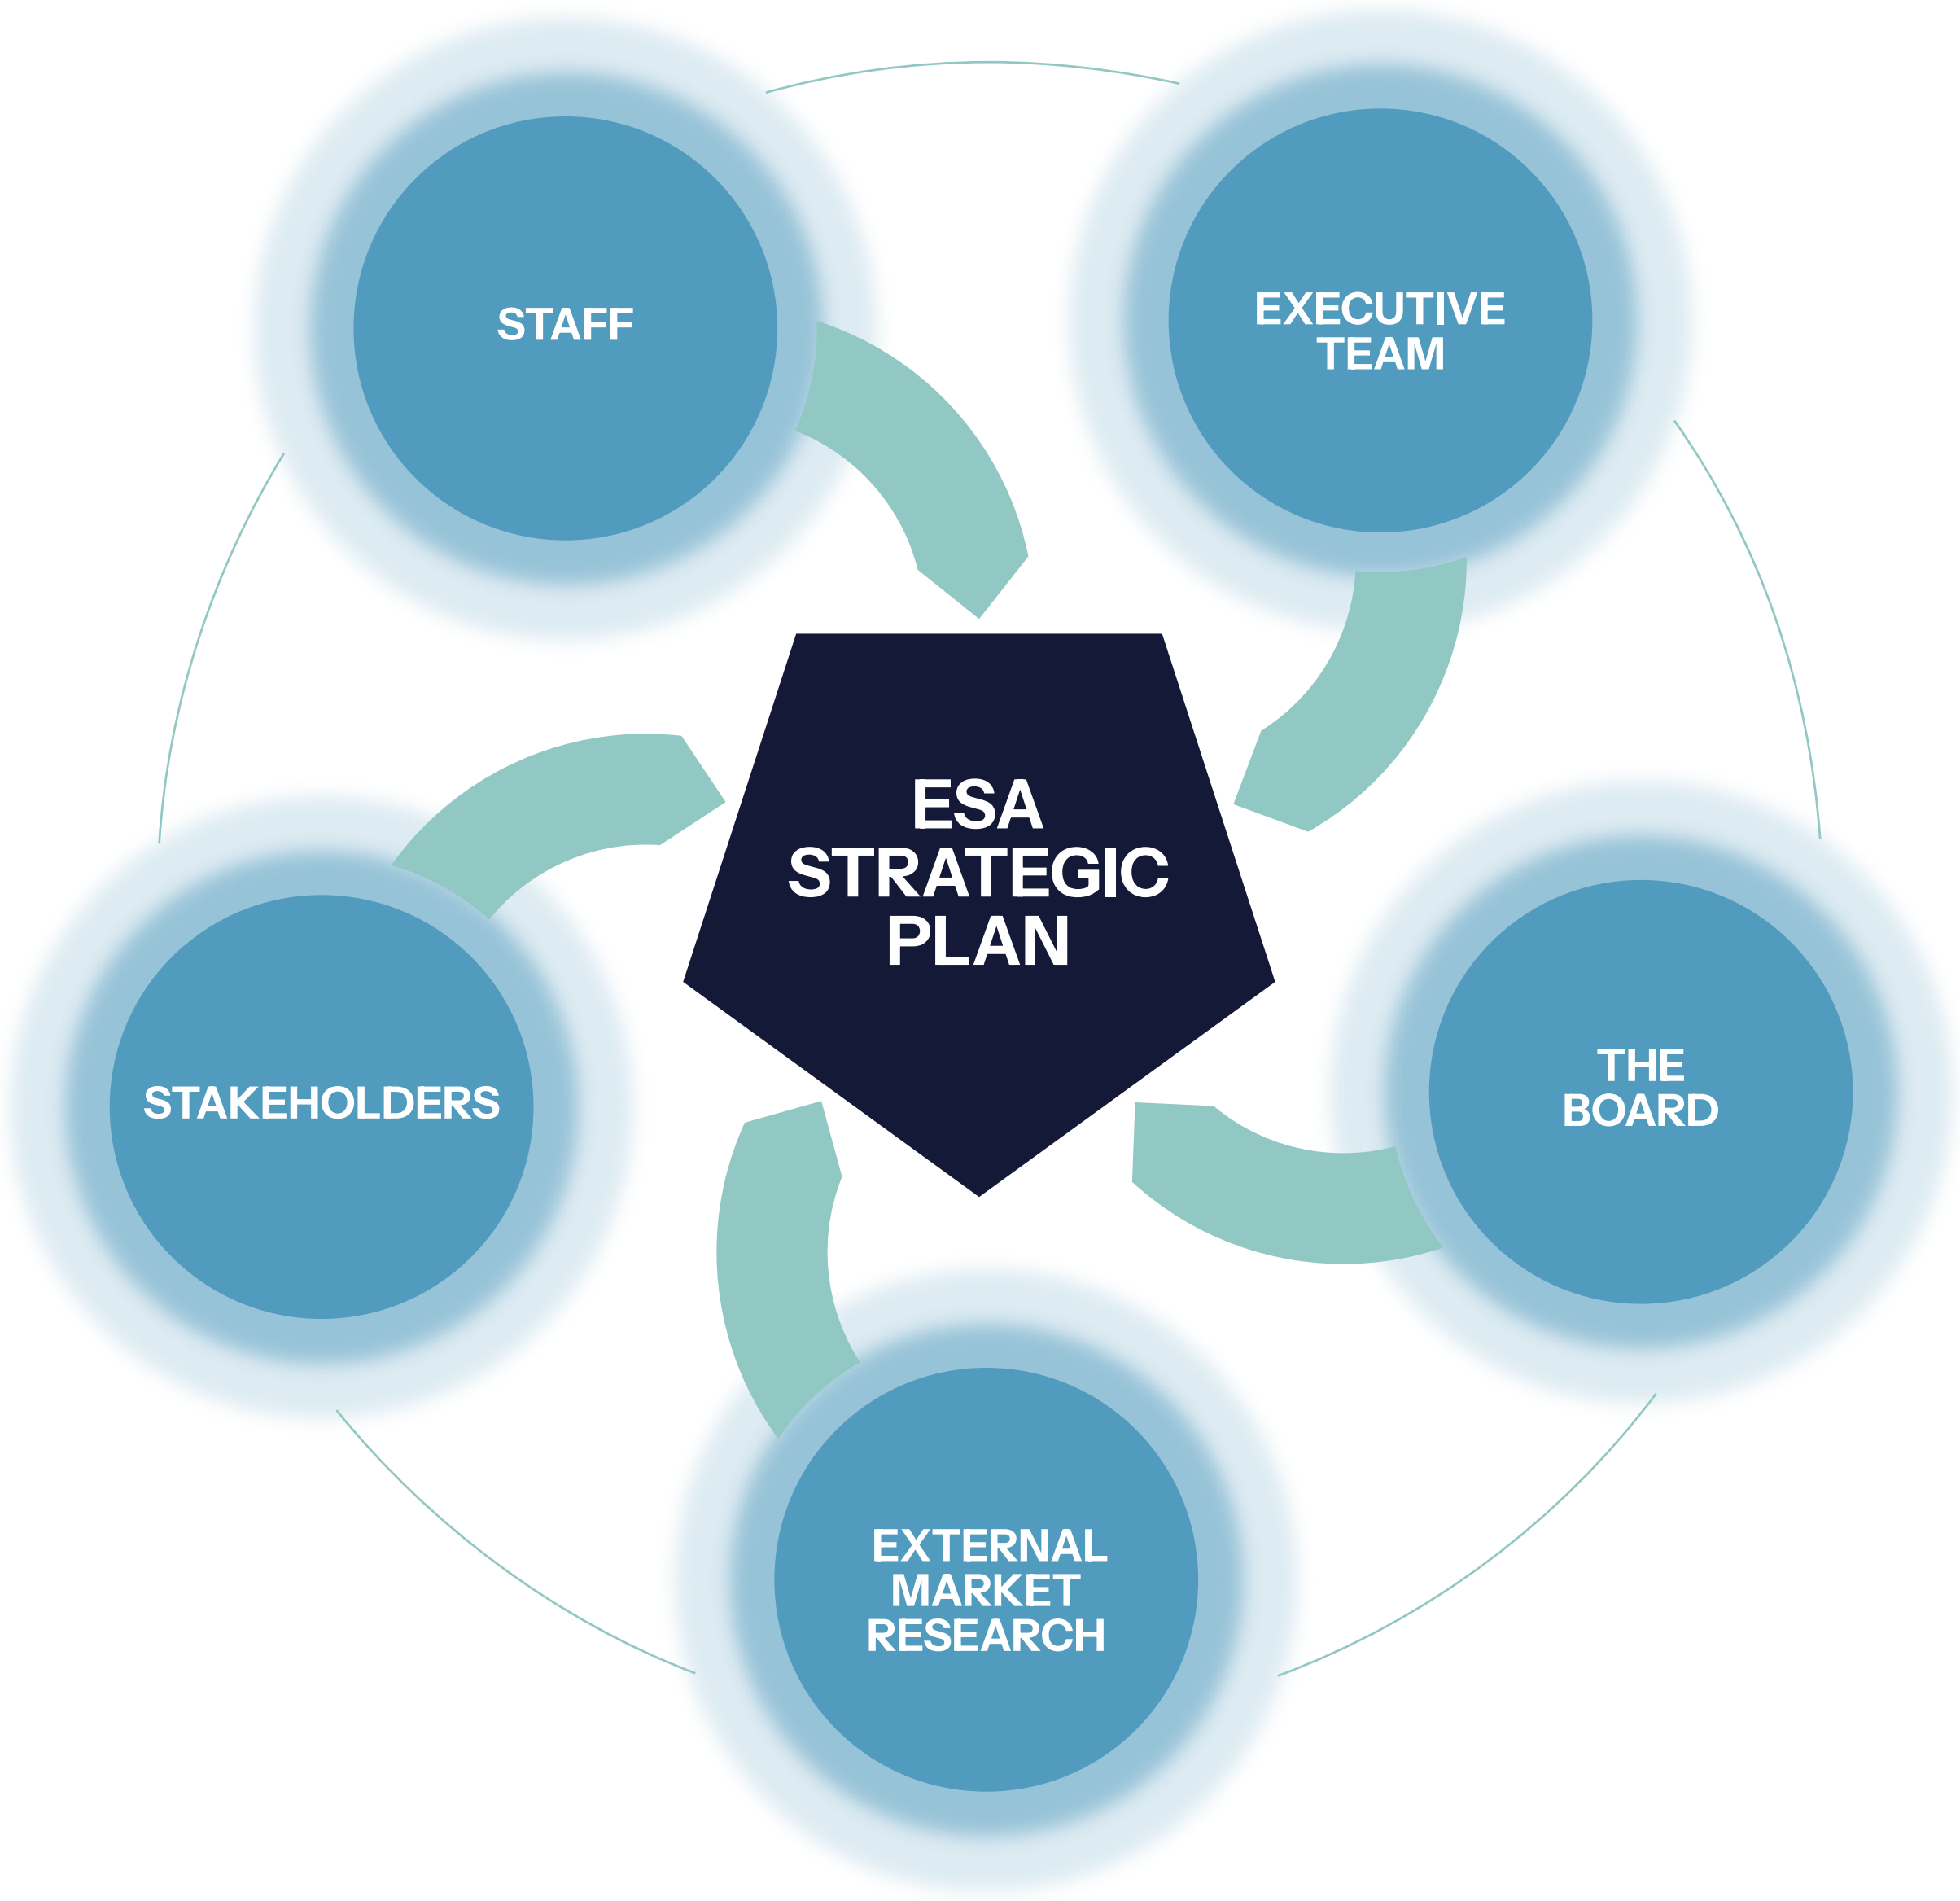 STAFF
EXECUTIVE
TEAM
ESA
STRATEGIC
PLAN
STAKEHOLDERS
THE
BOARD
EXTERNAL
MARKET
RESEARCH